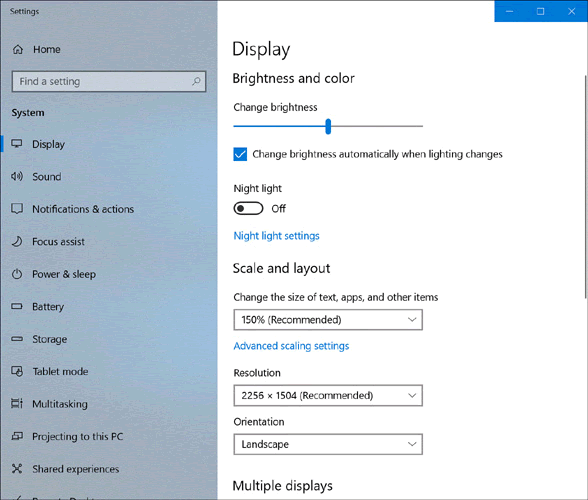 Settings
Home
Find a setting
System
Display
Sound
Notifications & actions
Focus assist
Power & sleep
Battery
Storage
Tablet mode
Multitasking
Projecting to this PC
Shared experiences
Display
Brightness and color
Change brightness
Change brightness automatically when lighting changes
Night light
Off
Night light settings
Scale and layout
Change the size of text, apps, and other items
150% (Recommended)
Advanced scaling settings
Resolution
2256 × 1504 (Recommended)
Orientation
Landscape
Multiple displays